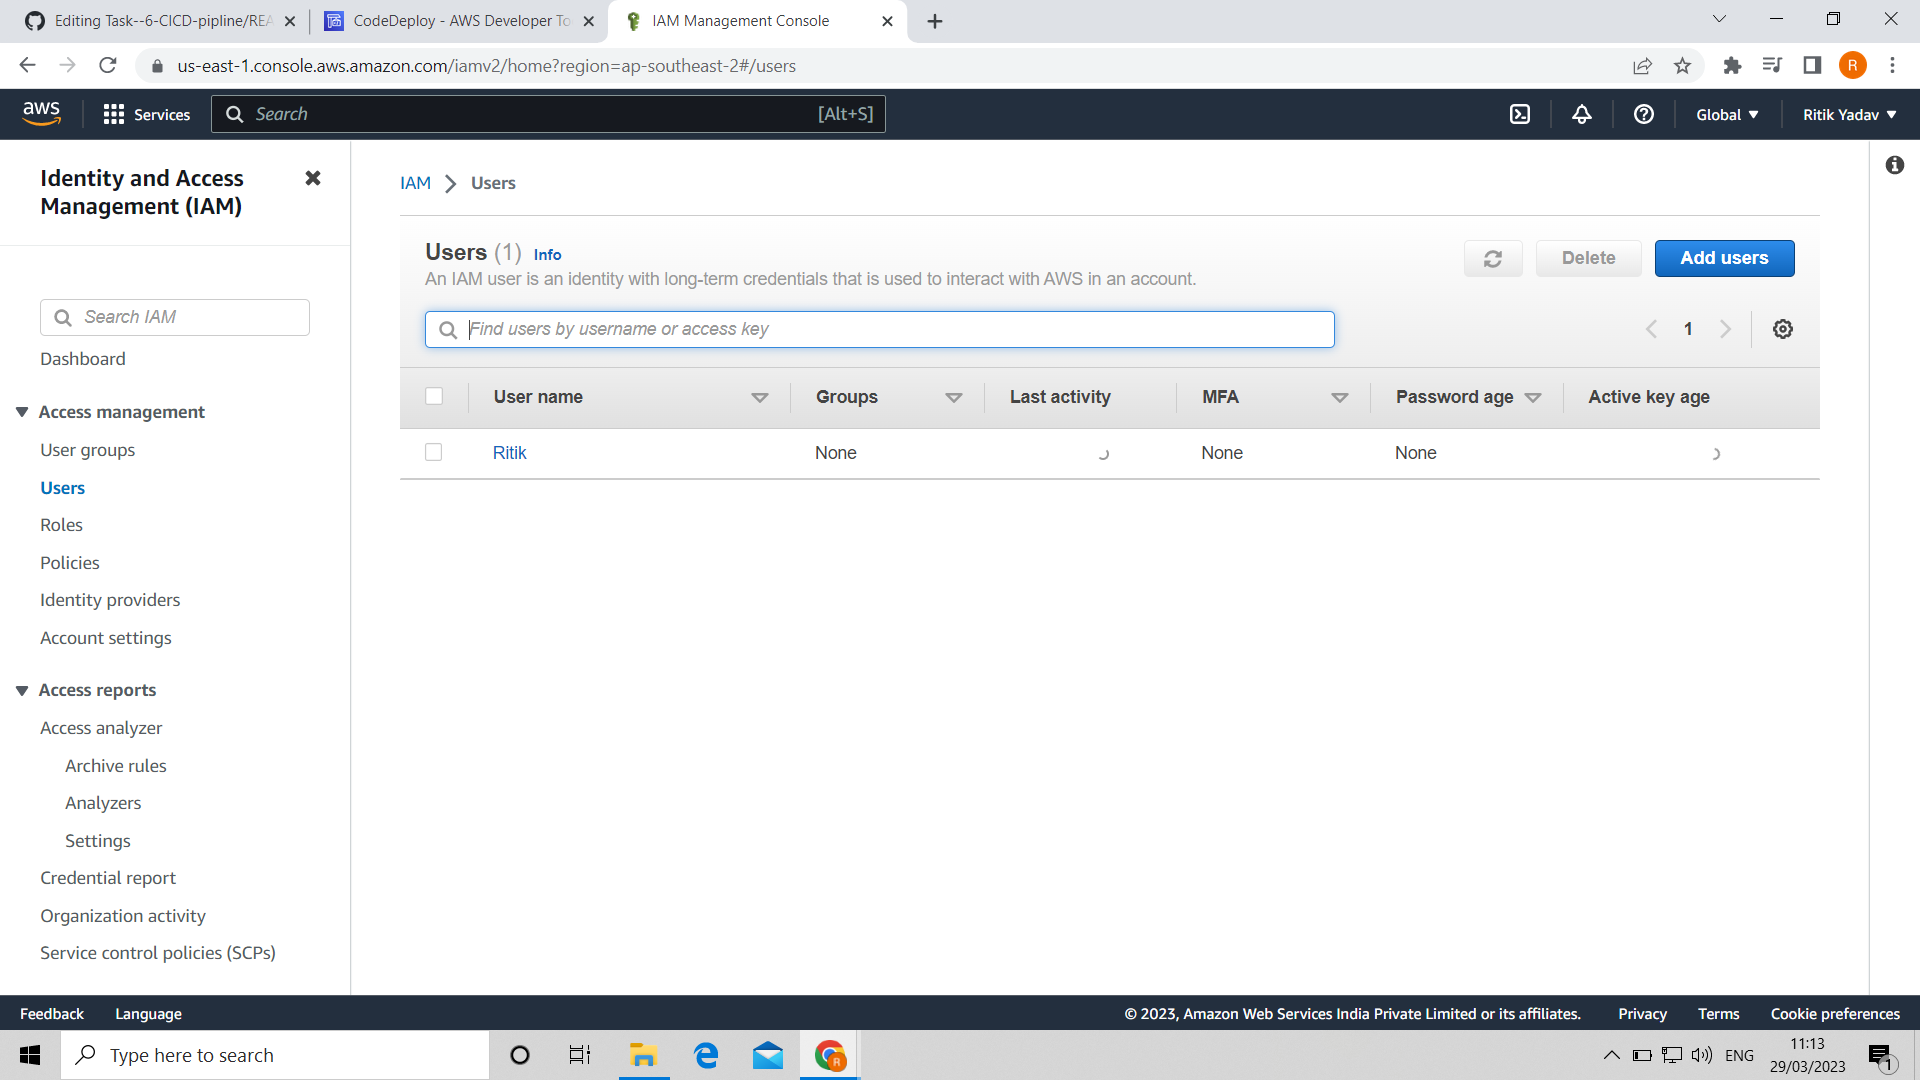 Editing Task--6-CICD-pipline/REA
CodeDeploy - AWS Developer To
IAM Management Console
us-east-1.console.aws.amazon.com/iamv2/home?region=ap-southeast-2#/users
R
aws
Services
Search
[Alt+S]
Global
Ritik Yadav
Identity and Access
Management (IAM)
Search IAM
Dashboard
Access management
User groups
Users
Roles
Policies
Identity providers
Account settings
Access reports
Access analyzer
Archive rules
Analyzers
Settings
Credential report
Organization activity
Service control policies (SCPs)
IAM
Users
Users (1) Info
An IAM user is an identity with long-term credentials that is used to interact with AWS in an account.
Delete
Add users
Find users by username or access key
1
User name
Groups
Last activity
MFA
Password age
Active key age
Ritik
None
None
None
Feedback
Language
© 2023, Amazon Web Services India Private Limited or its affiliates.
Privacy
Terms
Cookie preferences
Type here to search
R
ENG
11:13
29/03/2023
1